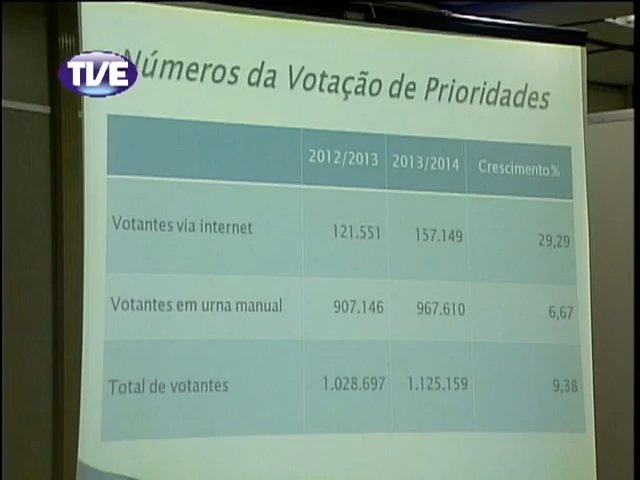 TVE
Números da Votação de Prioridades
2012/2013 2013/2014 Crescimento%
Votantes via internet 121.551 157.149 29,29
Votantes em urna manual 907.146 967.610 6,67
Total de votantes 1.028.697 1.125.159 9,38